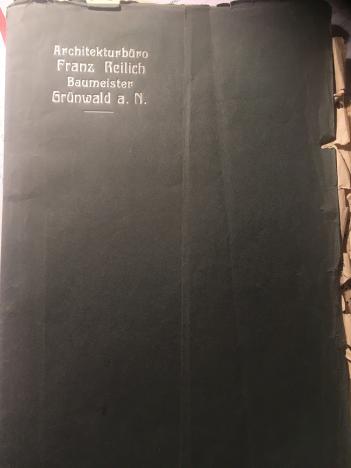 Architekturbüro
Franz Reilich
Baumeister
Grünwald a. N.